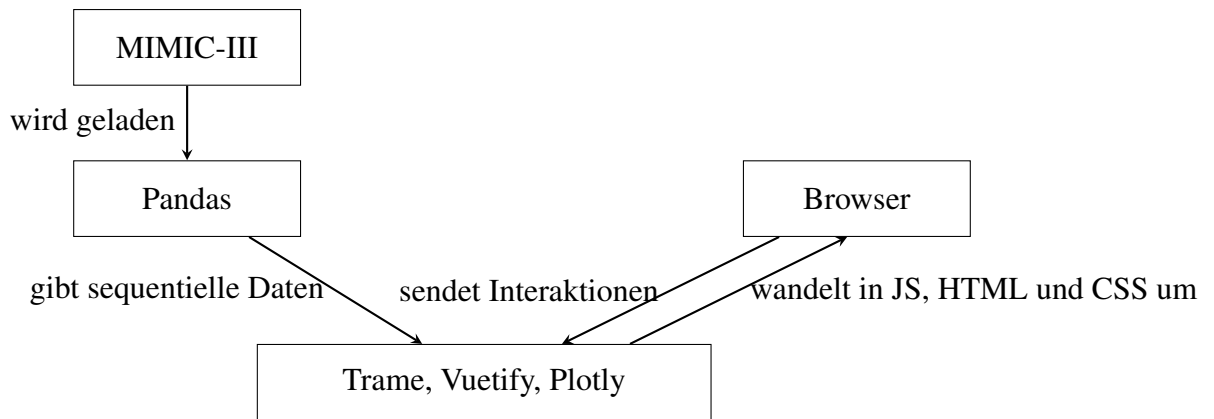 MIMIC-III
wird geladen
Pandas
Browser
gibt sequentielle Daten
sendet Interaktionen
wandelt in JS, HTML und CSS um
Trame, Vuetify, Plotly